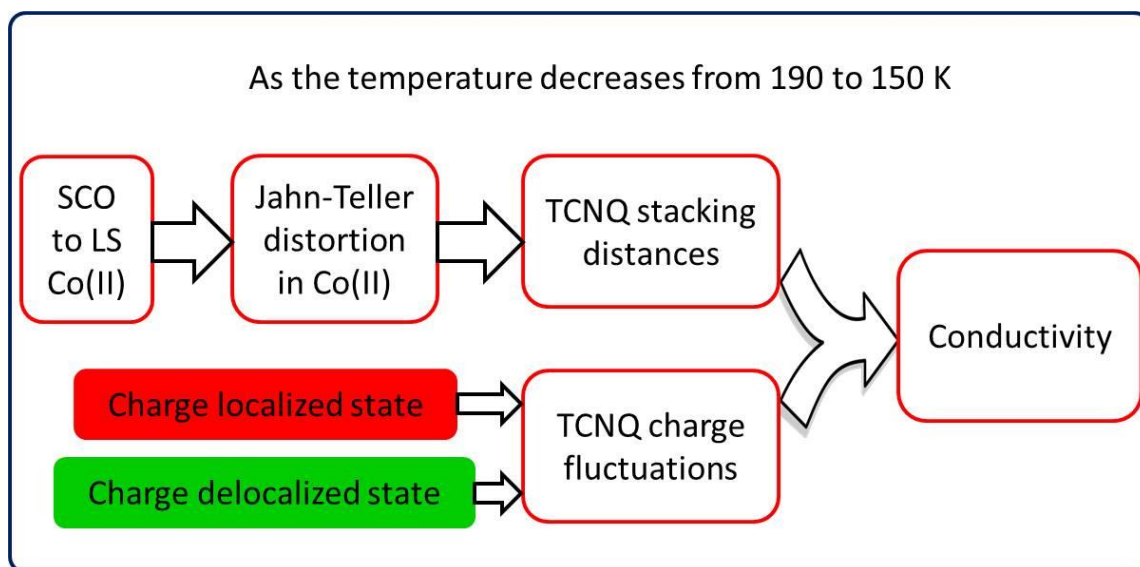 As the temperature decreases from 190 to 150 K
SCO
to LS
Co(II)
Jahn-Teller
distortion
in Co(II)
TCNQ stacking
distances
Conductivity
Charge localized state
TCNQ charge
fluctuations
Charge delocalized state